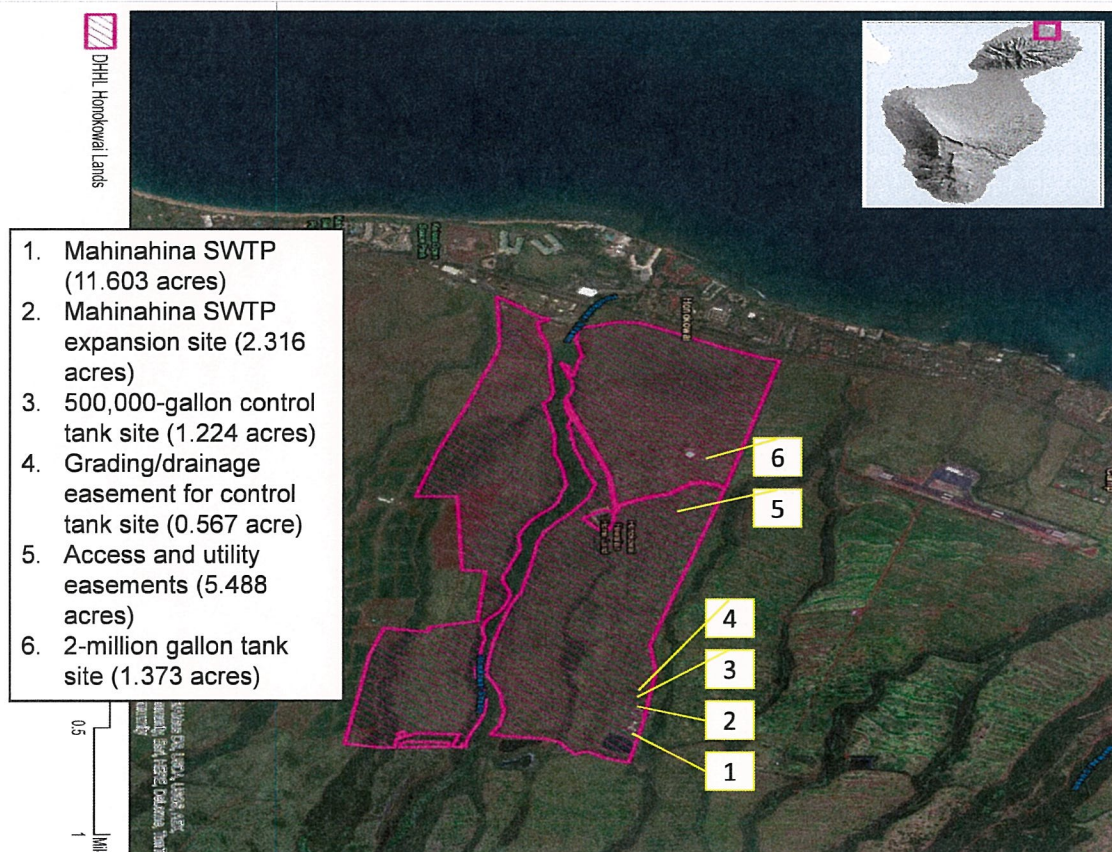 DHHL Honokowai Lands
1. Mahinahina SWTP
(11.603 acres)
2. Mahinahina SWTP
expansion site (2.316
acres)
3. 500,000-gallon control
tank site (1.224 acres)
4. Grading/drainage
easement for control
tank site (0.567 acre)
5. Access and utility
easements (5.488
acres)
6. 2-million gallon tank
site (1.373 acres)
Honokowai
6
5
4
3
2
1
0.5
1